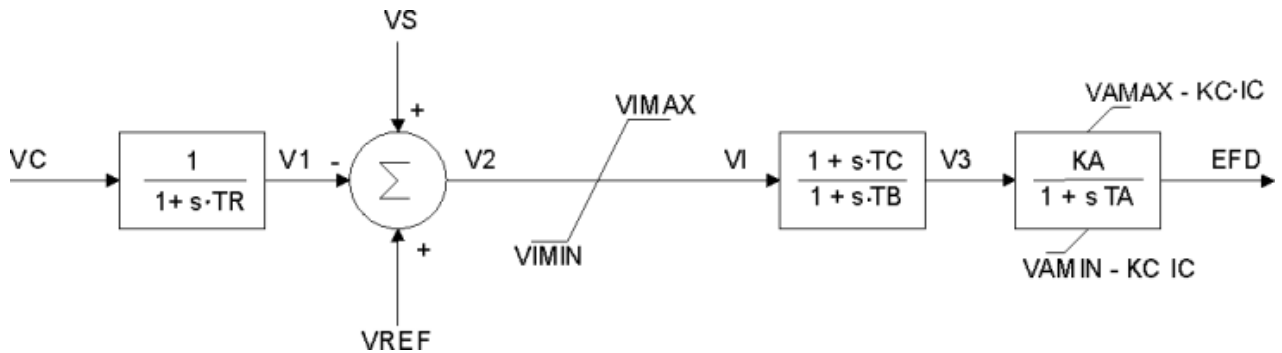 VS
VC
1
1+ s·TR
V1
-
+
Σ
+
VREF
V2
VIMAX
VIMIN
VI
1 + s·TC
1 + s·TB
V3
VAMAX - KC·IC
KA
1 + s TA
VAMIN - KC IC
EFD